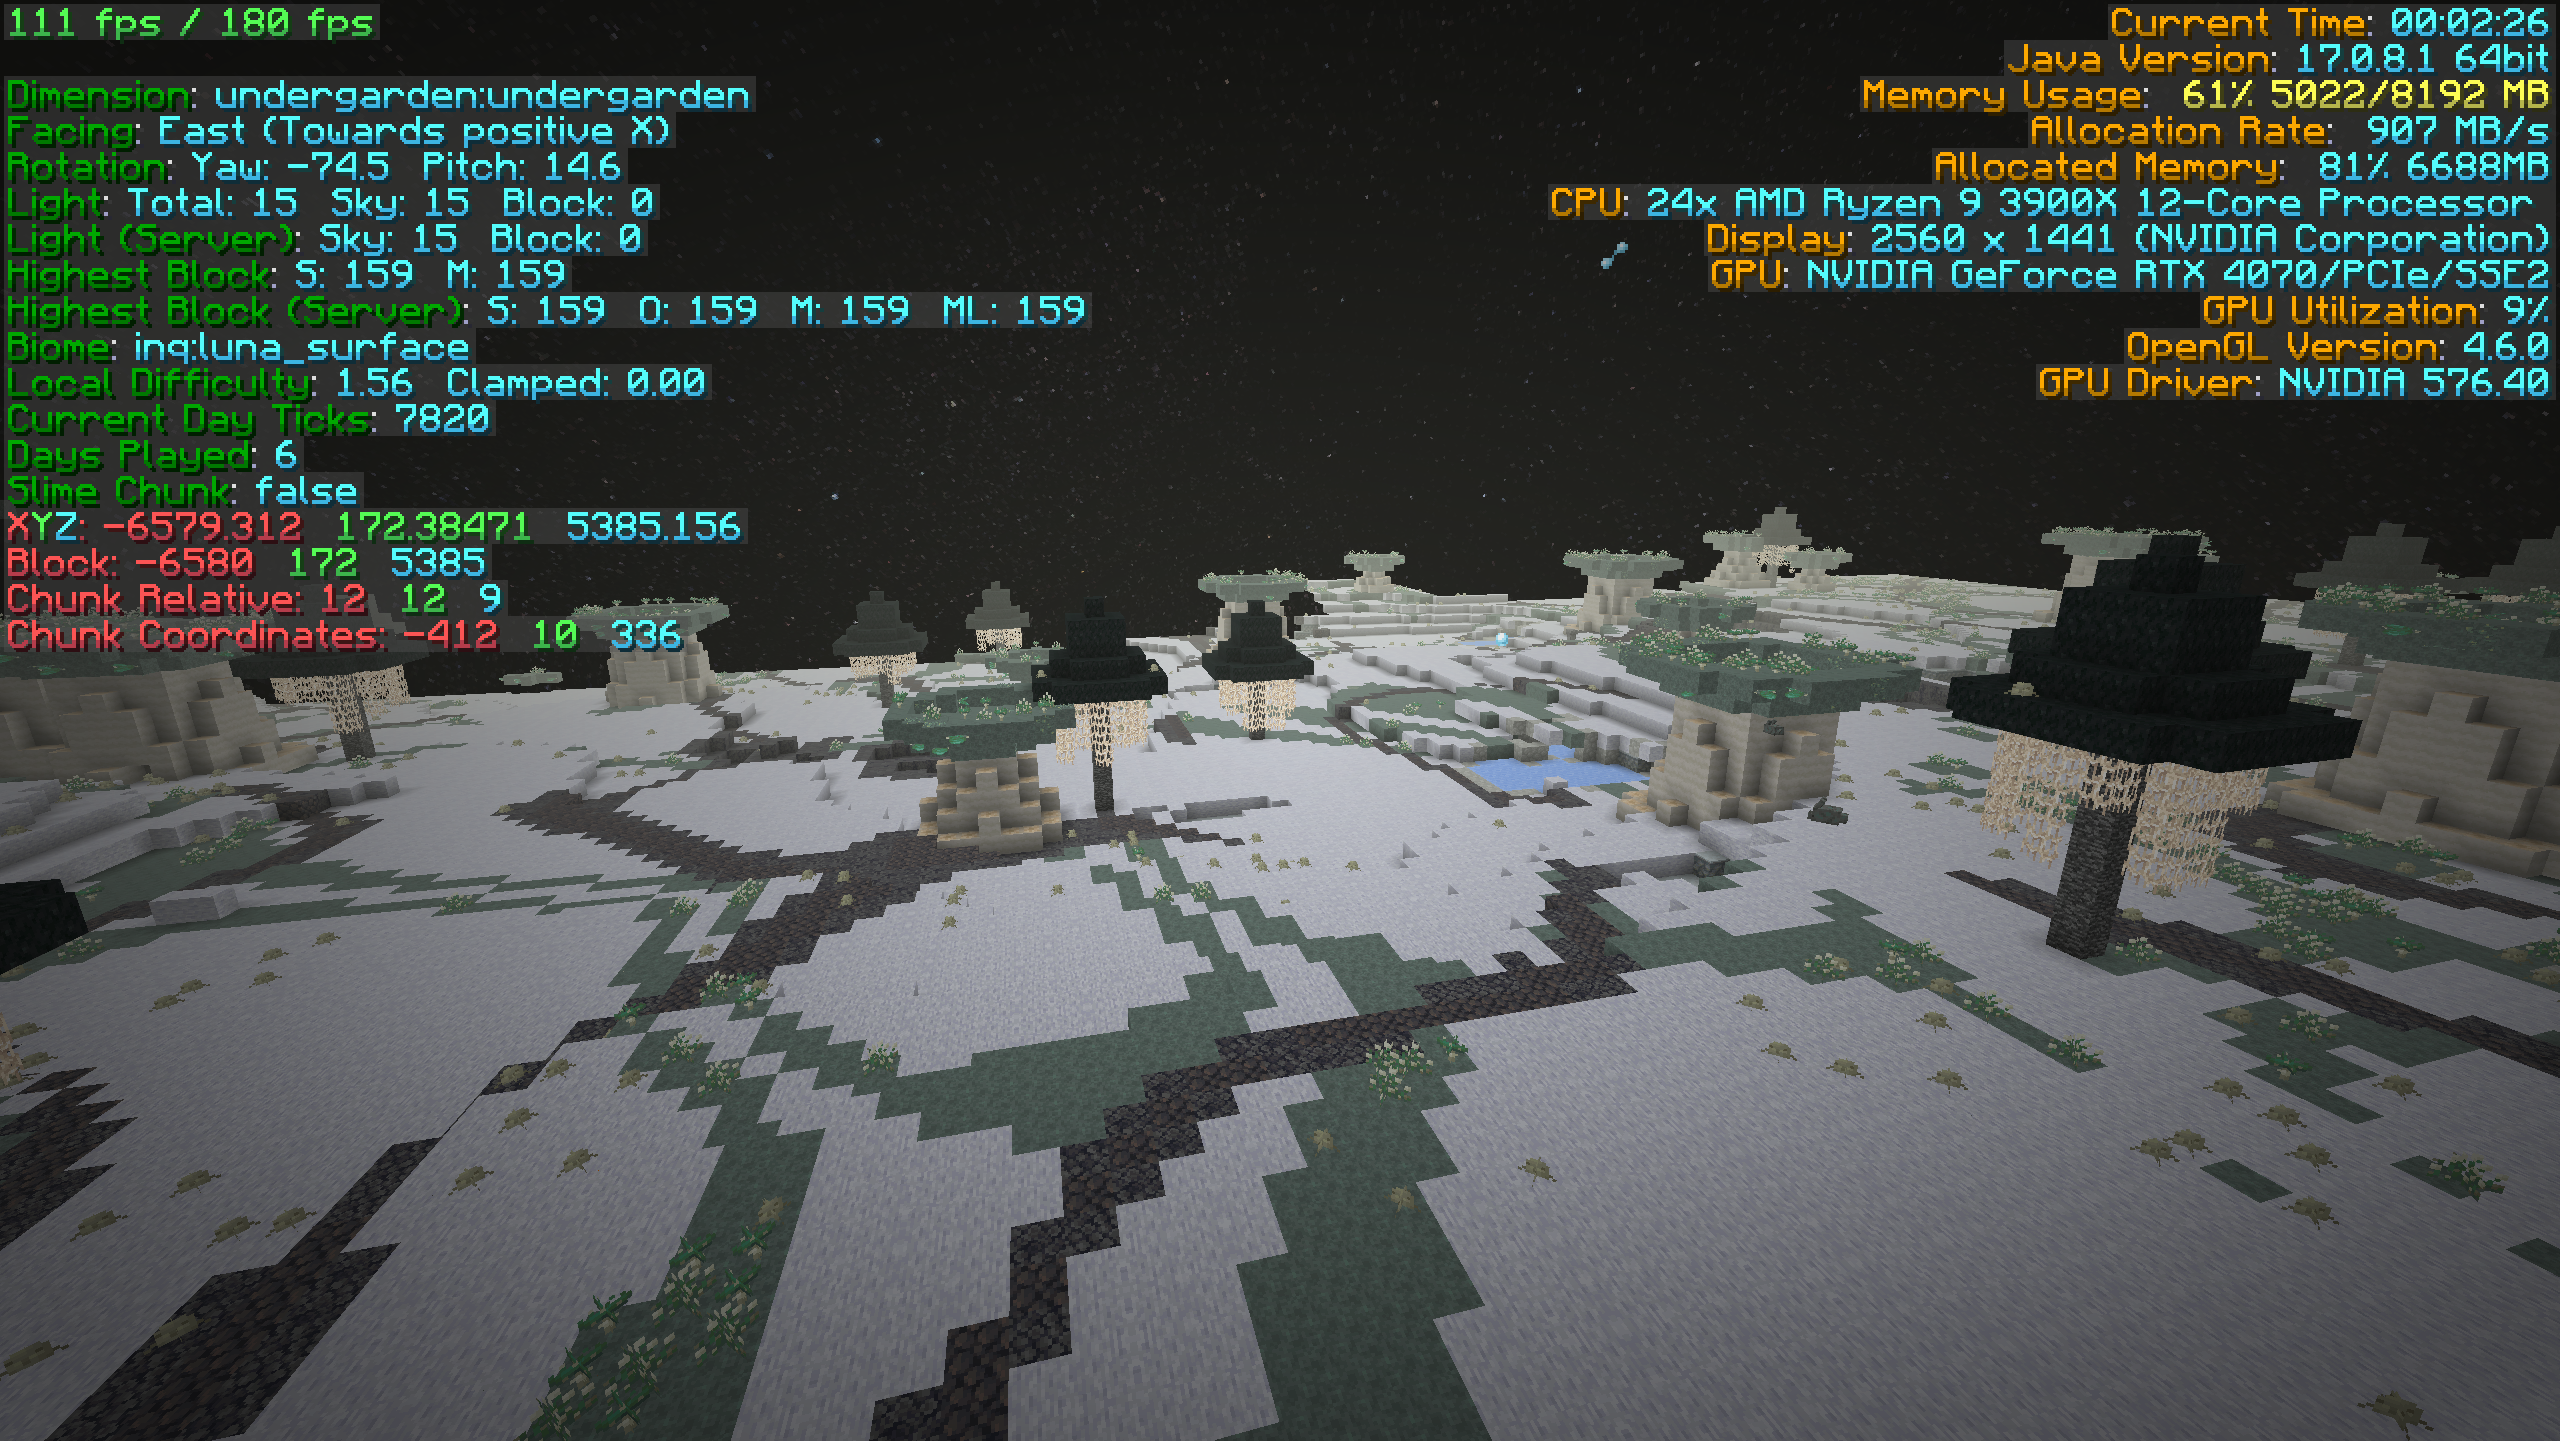 111 fps / 180 fps
Dimension: undergarden:undergarden
Facing: East (Towards positive X)
Rotation: Yaw: -74.5 Pitch: 14.6
Light: Total: 15 Sky: 15 Block: 0
Light (Server): Sky: 15 Block: 0
Highest Block: S: 159 M: 159
Highest Block (Server): S: 159 O: 159 M: 159 ML: 159
Biome: inq:luna_surface
Local Difficulty: 1.56 Clamped: 0.00
Current Day Ticks: 7820
Days Played: 6
Slime Chunk: false
XYZ: -6579.312 172.38471 5385.156
Block: -6580 172 5385
Chunk Relative: 12 12 9
Chunk Coordinates: -412 10 336
Current Time: 00:02:26
Java Version: 17.0.8.1 64bit
Memory Usage: 61% 5022/8192 MB
Allocation Rate: 907 MB/s
Allocated Memory: 81% 6688MB
CPU: 24x AMD Ryzen 9 3900X 12-Core Processor
Display: 2560 x 1441 (NVIDIA Corporation)
GPU: NVIDIA GeForce RTX 4070/PCIe/SSE2
GPU Utilization: 9%
OpenGL Version: 4.6.0
GPU Driver: NVIDIA 576.40